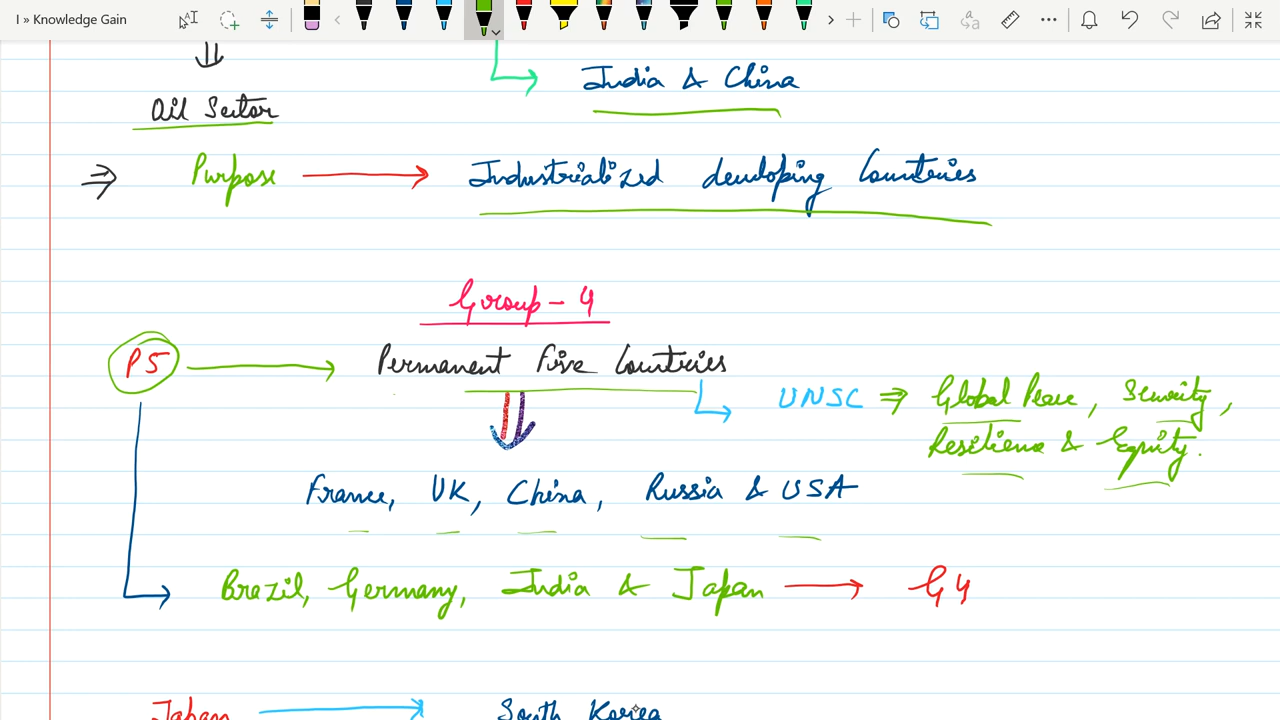 I » Knowledge Gain
India & China
Oil Sector
⇒ Purpose → Industrialized developing Countries
Group - 4
P5 → Permanent Five Countries
UNSC ⇒ Global Peace, Security,
Resilience & Equity.
France, UK, China, Russia & USA
Brazil, Germany, India & Japan → G4
Japan → South Korea